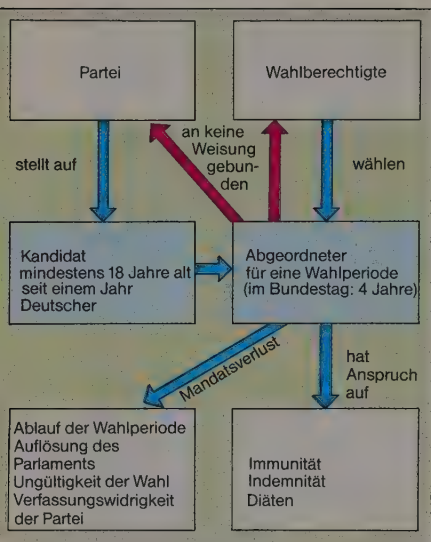 Partei
Wahlberechtigte
stellt auf
an keine
Weisung
gebun-
den
wählen
Kandidat
mindestens 18 Jahre alt
seit einem Jahr
Deutscher
Abgeordneter
für eine Wahlperiode
(im Bundestag: 4 Jahre)
Mandatsverlust
hat
Anspruch
auf
Ablauf der Wahlperiode
Auflösung des
Parlaments
Ungültigkeit der Wahl
Verfassungswidrigkeit
der Partei
Immunität
Indemnität
Diäten